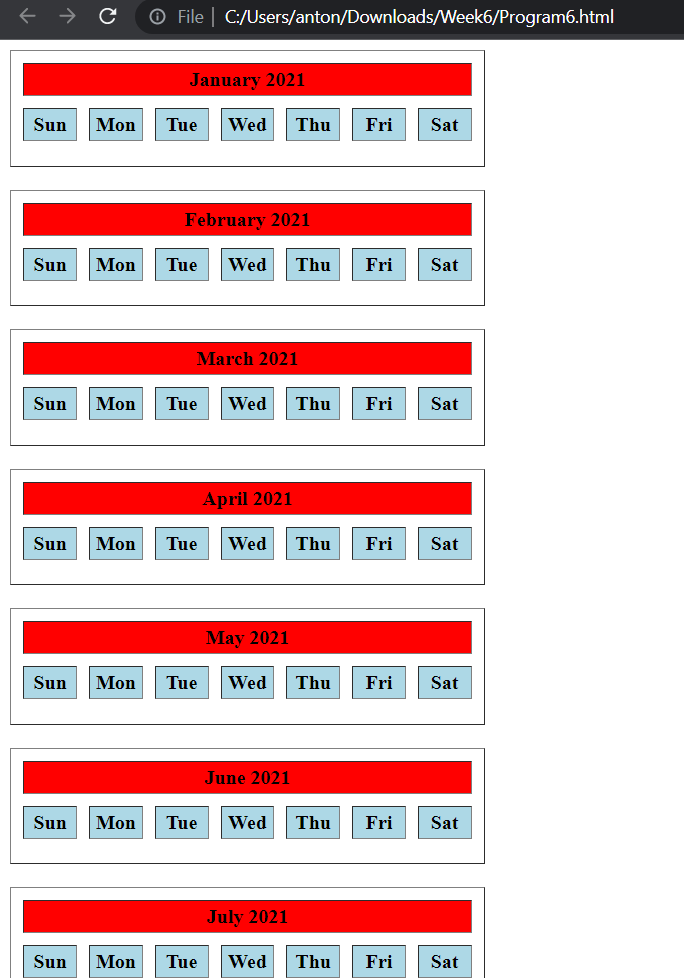 File C:/Users/anton/Downloads/Week6/Program6.html
January 2021
Sun Mon Tue Wed Thu Fri Sat
February 2021
Sun Mon Tue Wed Thu Fri Sat
March 2021
Sun Mon Tue Wed Thu Fri Sat
April 2021
Sun Mon Tue Wed Thu Fri Sat
May 2021
Sun Mon Tue Wed Thu Fri Sat
June 2021
Sun Mon Tue Wed Thu Fri Sat
July 2021
Sun Mon Tue Wed Thu Fri Sat